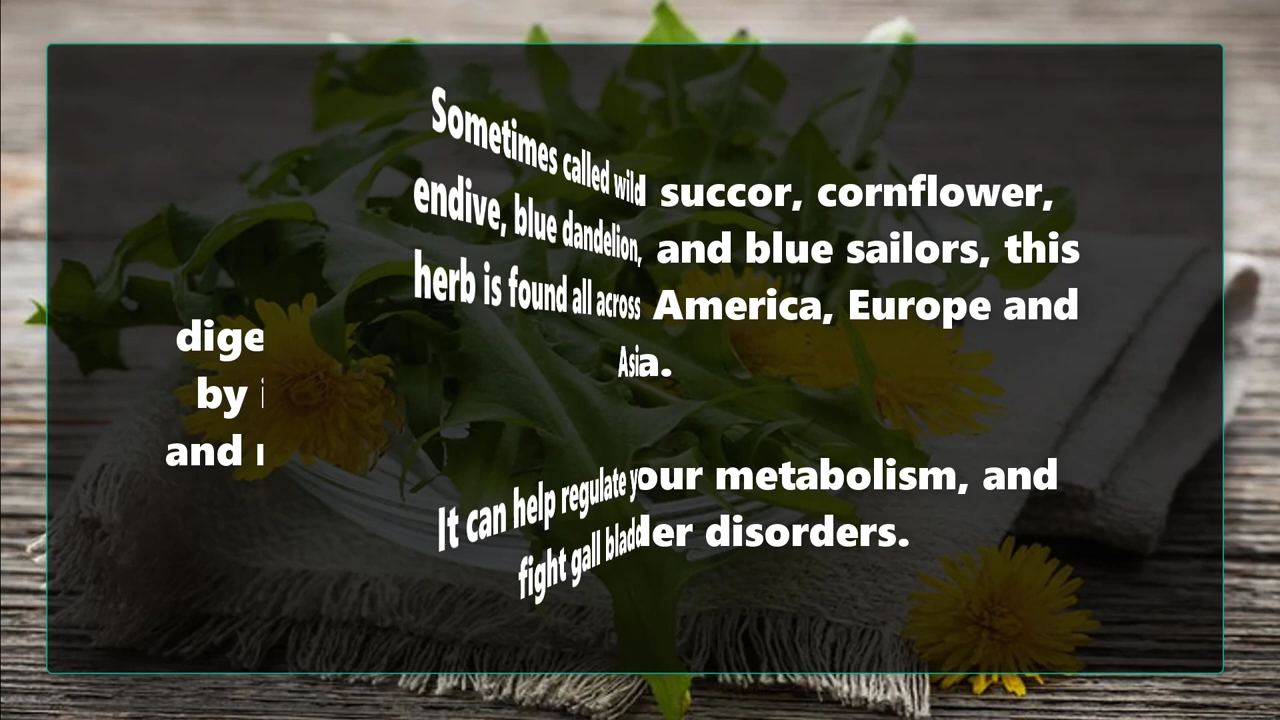 Sometimes called wild succor, cornflower,
endive, blue dandelion, and blue sailors, this
herb is found all across America, Europe and
Asia.
by
and
It can help regulate your metabolism, and
fight gall bladder disorders.